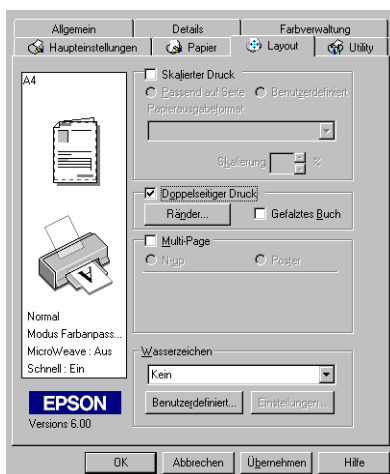 Allgemein Details Farbverwaltung
Haupteinstellungen Papier Layout Utility
A4
Normal
Modus Farbanpass...
MicroWeave : Aus
Schnell : Ein
EPSON
Versions 6.00
Skalierter Druck
Passend auf Seite Benutzerdefiniert
Papierausgabeformat
Skalierung %
Doppelseitiger Druck
Ränder... Gefalztes Buch
Multi-Page
N-up Poster
Wasserzeichen
Kein
Benutzerdefiniert... Einstellungen...
OK Abbrechen Übernehmen Hilfe